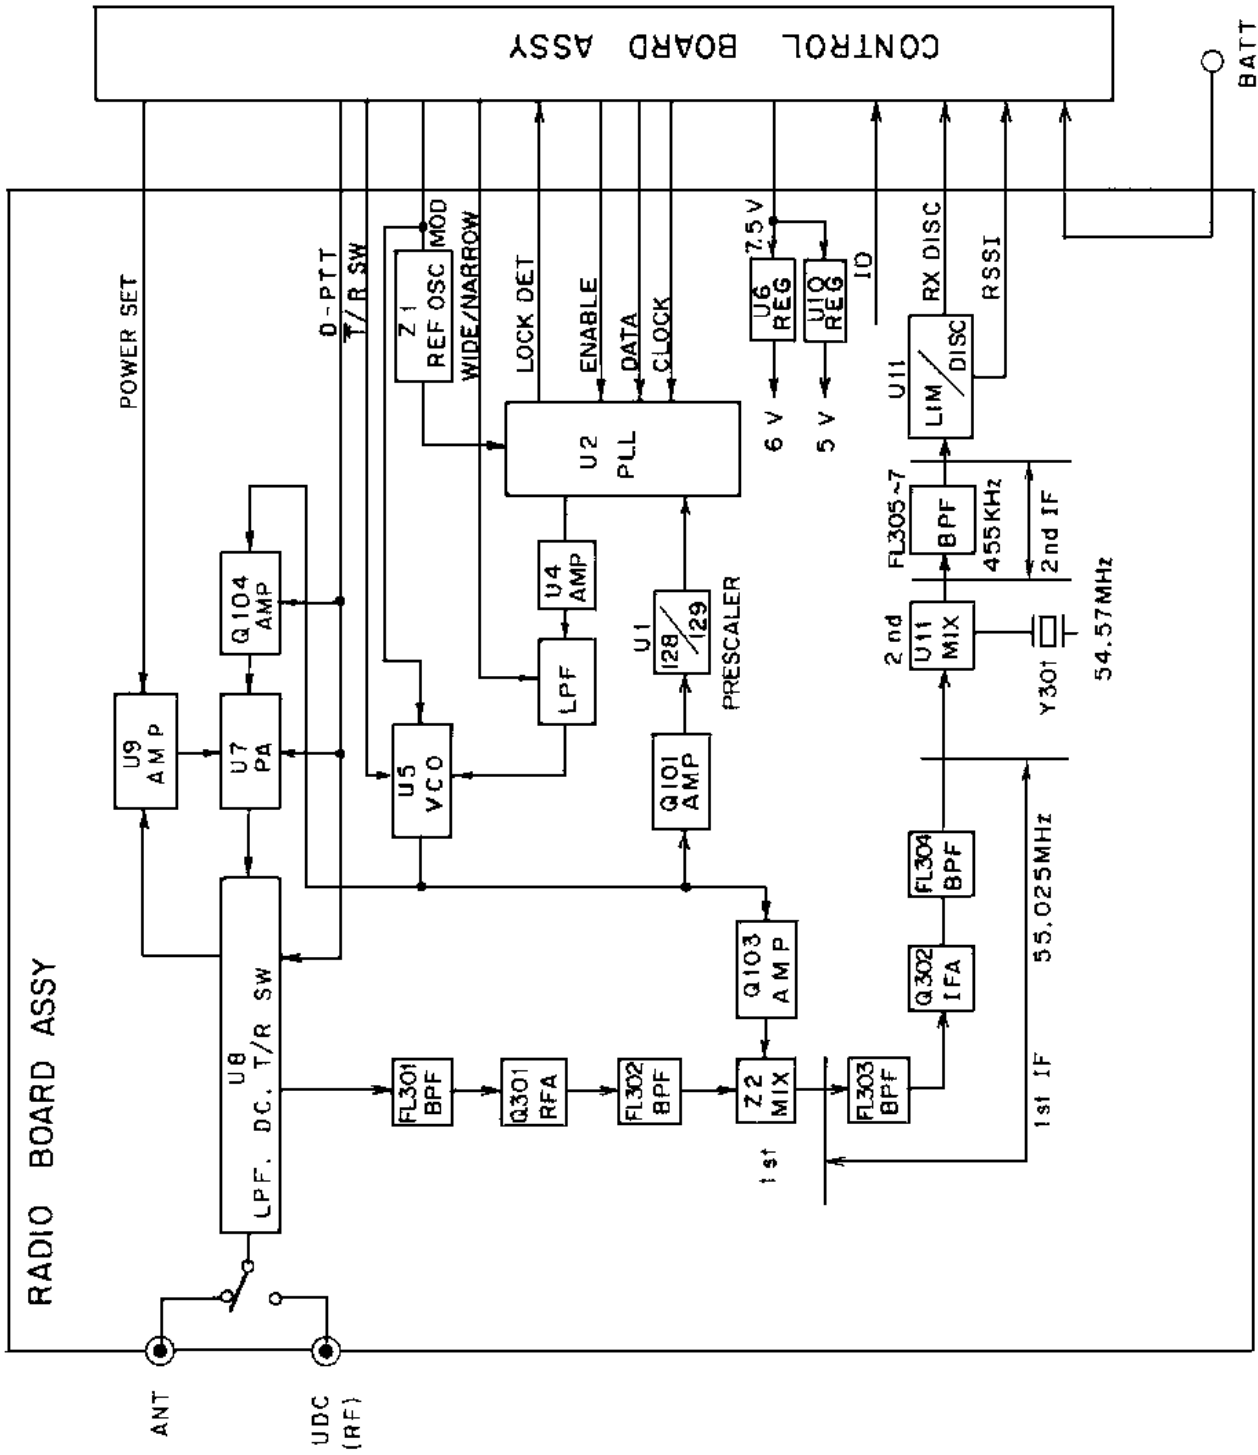 RADIO BOARD ASSY
CONTROL BOARD ASSY
ANT
UDC
(RF)
BATT
U8
LPF. DC. T/R SW
U9
AMP
U7
PA
Q104
AMP
POWER SET
D-PTT
T/R SW
U5
VCO
Z1
REF OSC
MOD
WIDE/NARROW
LOCK DET
ENABLE
DATA
CLOCK
U2
PLL
U4
AMP
LPF
U1
128/129
PRESCALER
Q101
AMP
7.5 V
U6
REG
U10
REG
6 V
5 V
IO
FL301
BPF
Q301
RFA
FL302
BPF
1st
Z2
MIX
Q103
AMP
FL303
BPF
Q302
IFA
FL304
BPF
1st IF
55.025MHz
2nd
U11
MIX
Y301
54.57MHz
FL305~7
BPF
455KHz
2nd IF
U11
LIM/DISC
RX DISC
RSSI